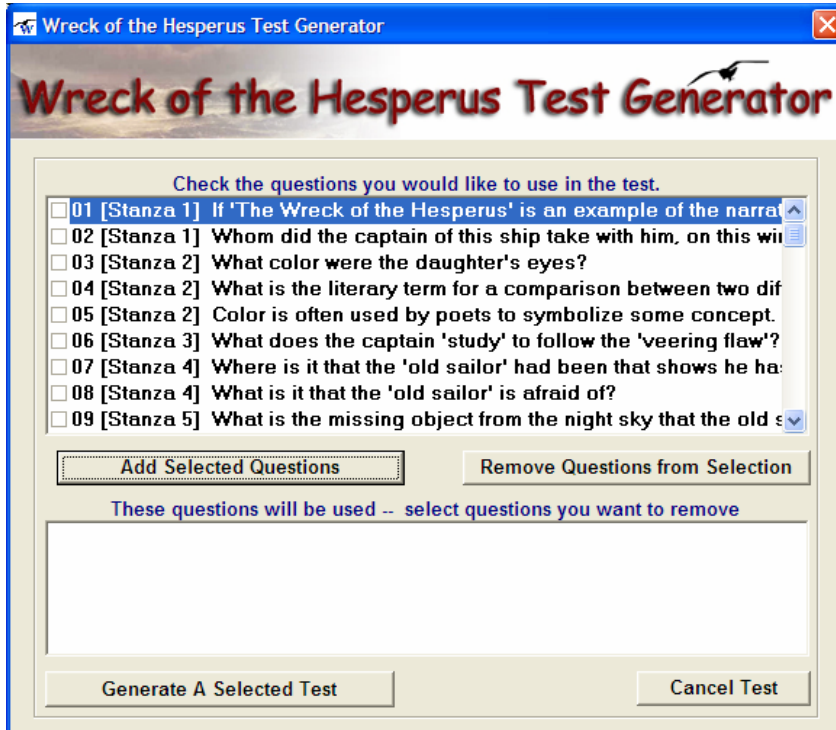 Wreck of the Hesperus Test Generator
Wreck of the Hesperus Test Generator
Check the questions you would like to use in the test.
01 [Stanza 1] If 'The Wreck of the Hesperus' is an example of the narrat
02 [Stanza 1] Whom did the captain of this ship take with him, on this win
03 [Stanza 2] What color were the daughter's eyes?
04 [Stanza 2] What is the literary term for a comparison between two dif
05 [Stanza 2] Color is often used by poets to symbolize some concept.
06 [Stanza 3] What does the captain 'study' to follow the 'veering flaw'?
07 [Stanza 4] Where is it that the 'old sailor' had been that shows he has
08 [Stanza 4] What is it that the 'old sailor' is afraid of?
09 [Stanza 5] What is the missing object from the night sky that the old s
Add Selected Questions
Remove Questions from Selection
These questions will be used -- select questions you want to remove
Generate A Selected Test
Cancel Test